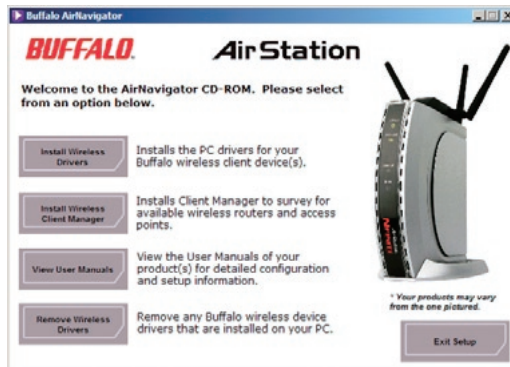 Buffalo AirNavigator
BUFFALO.
AirStation
Welcome to the AirNavigator CD-ROM. Please select
from an option below.
Install Wireless
Drivers
Installs the PC drivers for your
Buffalo wireless client device(s).
Install Wireless
Client Manager
Installs Client Manager to survey for
available wireless routers and access
points.
View User Manuals
View the User Manuals of your
product(s) for detailed configuration
and setup information.
Remove Wireless
Drivers
Remove any Buffalo wireless device
drivers that are installed on your PC.
* Your products may vary
from the one pictured.
Exit Setup